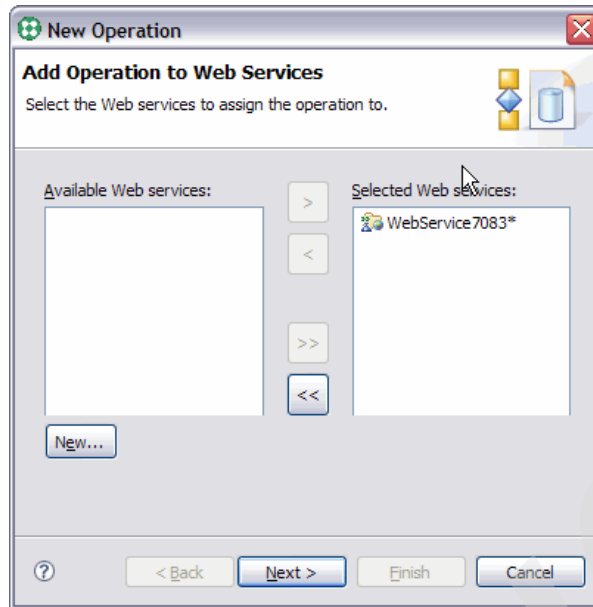 New Operation
Add Operation to Web Services
Select the Web services to assign the operation to.
Available Web services:
Selected Web services:
>
WebService7083*
<
>>
<<
New...
?
< Back
Next >
Finish
Cancel